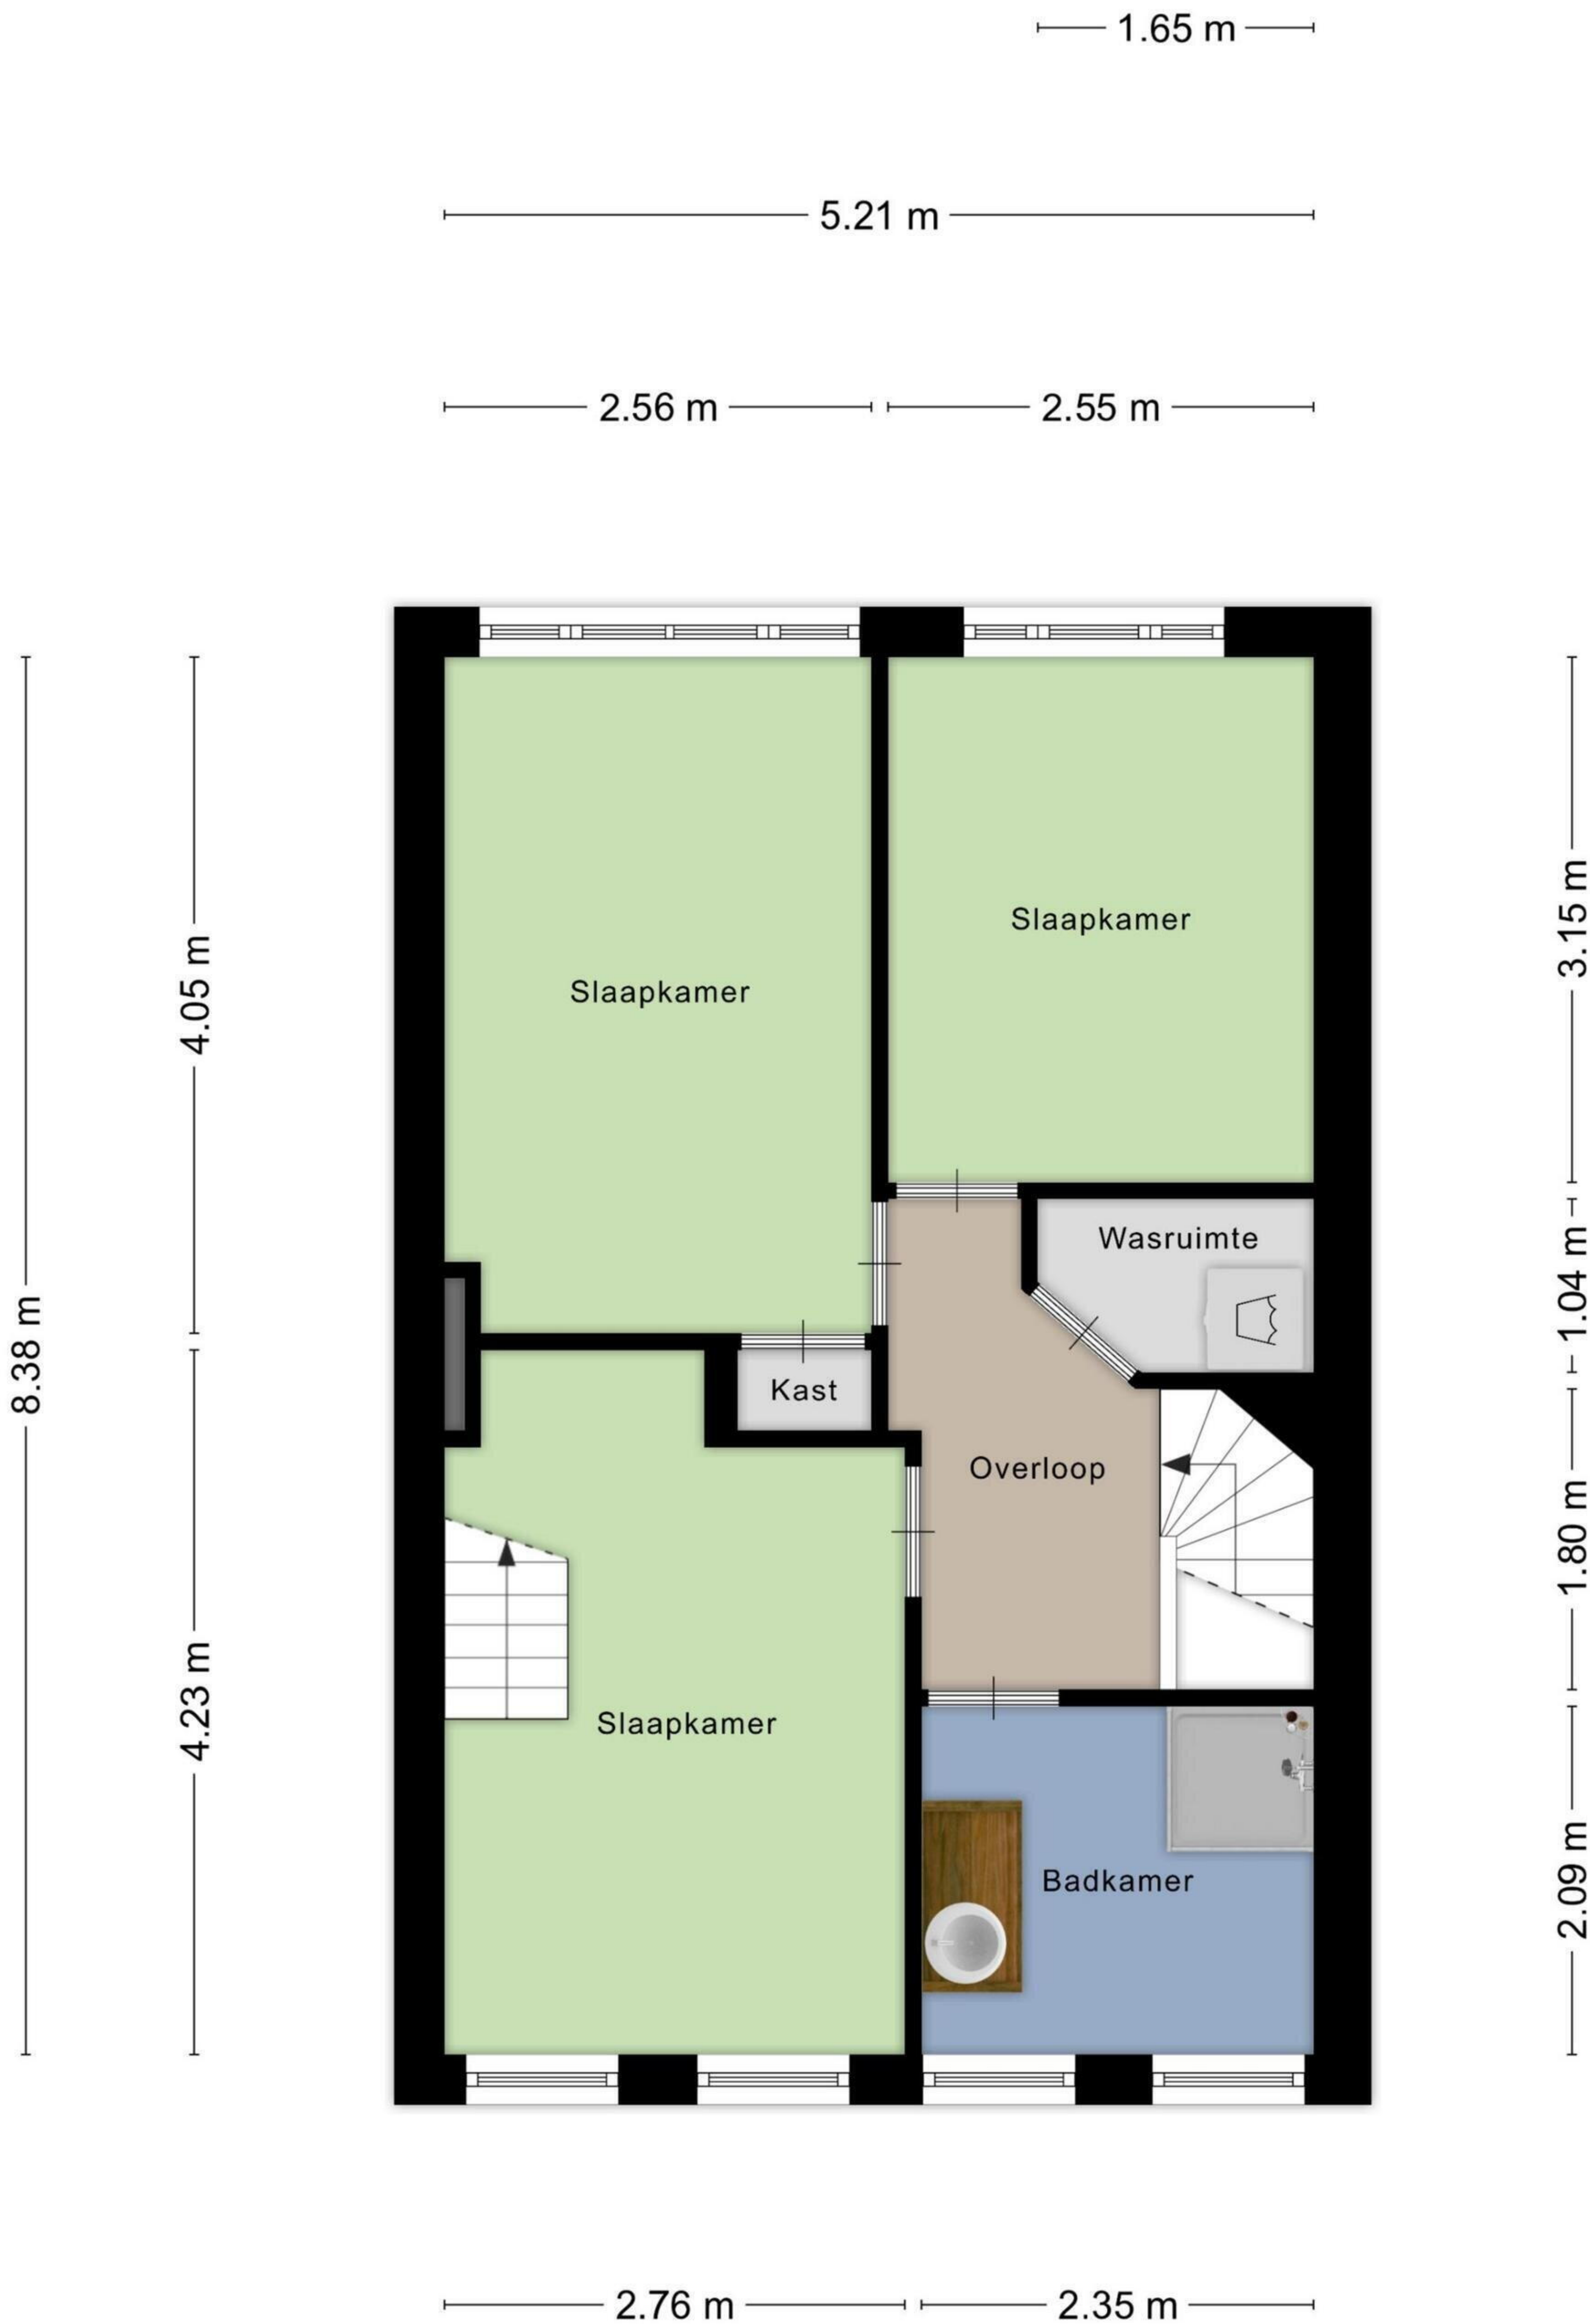 1.65 m
5.21 m
2.56 m
2.55 m
3.15 m
Slaapkamer
4.05 m
Slaapkamer
Wasruimte
1.04 m
8.38 m
Kast
Overloop
1.80 m
4.23 m
Slaapkamer
Badkamer
2.09 m
2.76 m
2.35 m